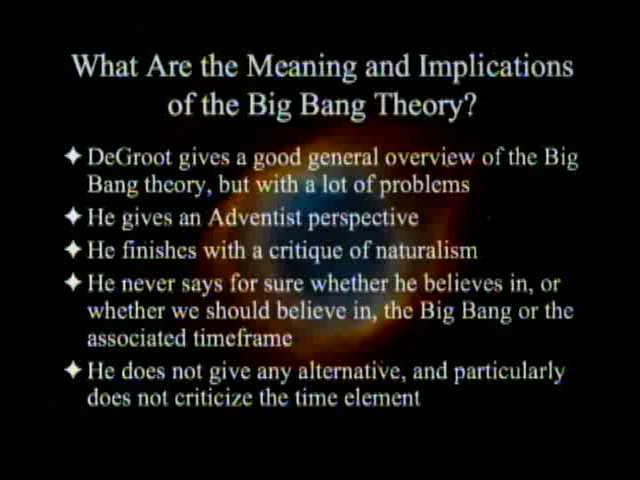 What Are the Meaning and Implications
of the Big Bang Theory?
DeGroot gives a good general overview of the Big
Bang theory, but with a lot of problems
He gives an Adventist perspective
He finishes with a critique of naturalism
He never says for sure whether he believes in, or
whether we should believe in, the Big Bang or the
associated timeframe
He does not give any alternative, and particularly
does not criticize the time element